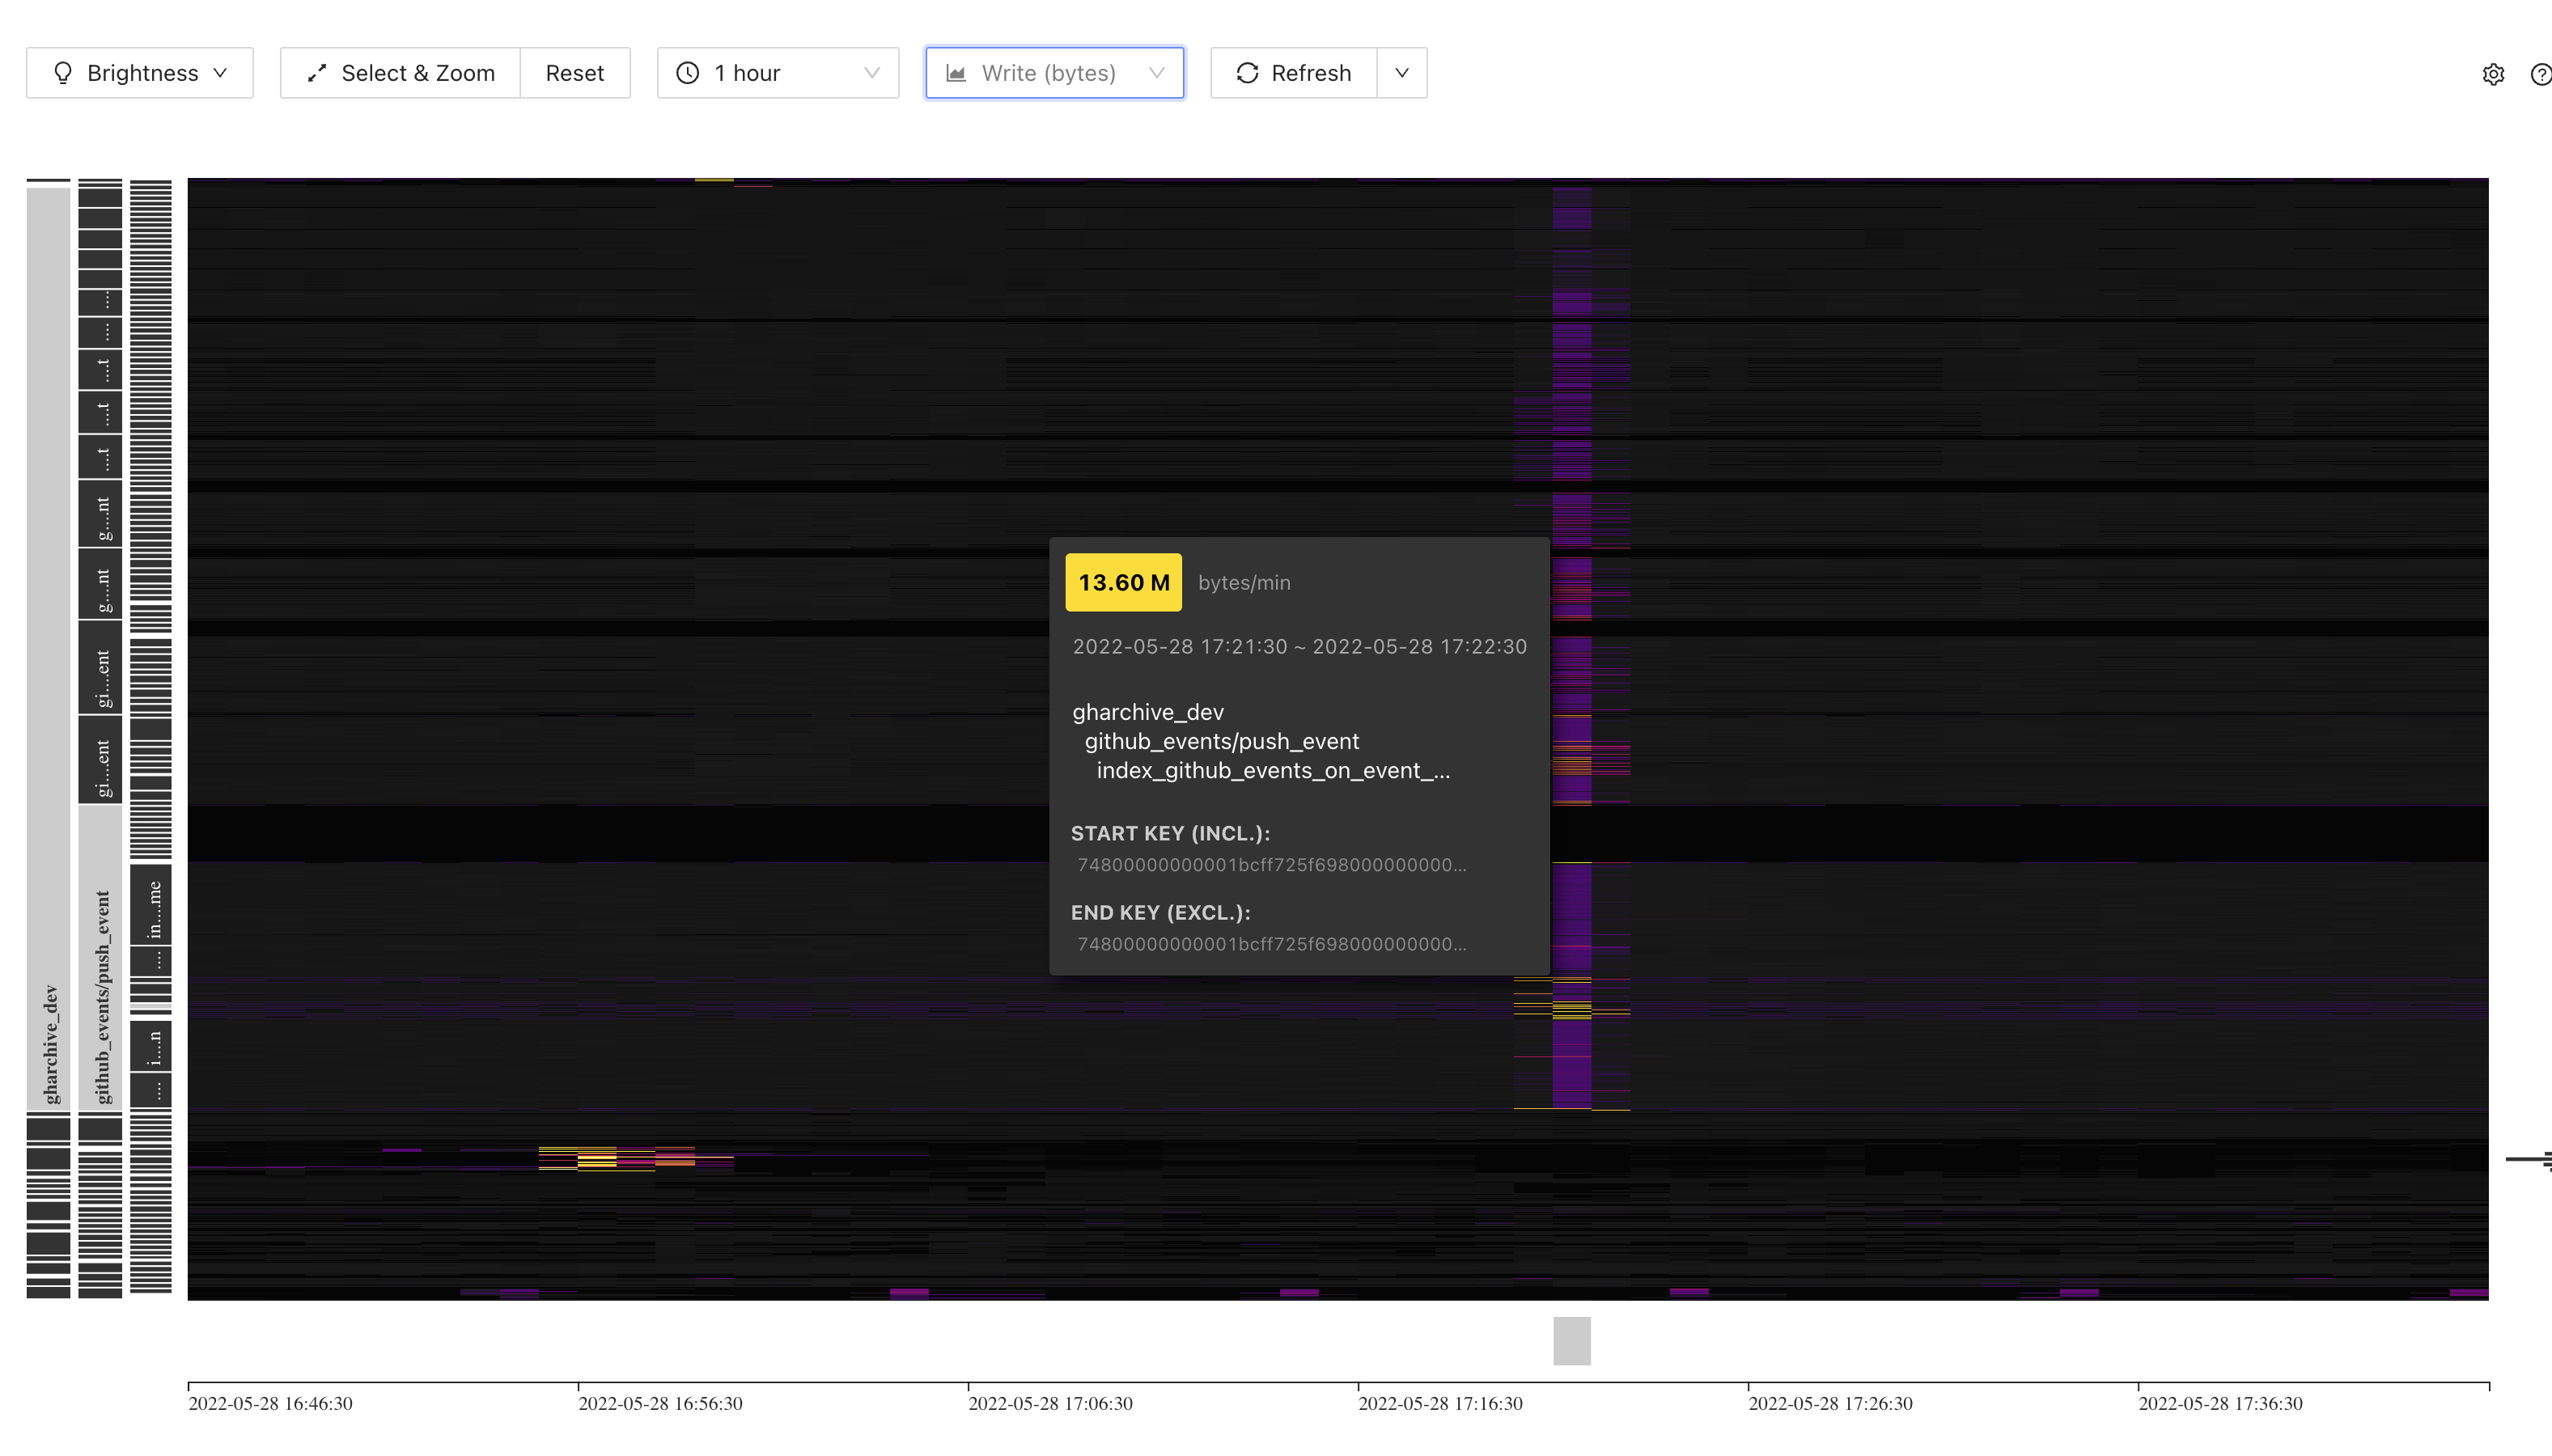 Brightness
Select & Zoom
Reset
1 hour
Write (bytes)
Refresh
....
....
....t
....t
....t
g....nt
g....nt
gi....ent
gi....ent
github_events/push_event
gharchive_dev
in....me
....
i....n
....
13.60 M bytes/min
2022-05-28 17:21:30 ~ 2022-05-28 17:22:30
gharchive_dev
github_events/push_event
index_github_events_on_event_...
START KEY (INCL.):
74800000000001bcff725f698000000000000...
END KEY (EXCL.):
74800000000001bcff725f698000000000000...
2022-05-28 16:46:30
2022-05-28 16:56:30
2022-05-28 17:06:30
2022-05-28 17:16:30
2022-05-28 17:26:30
2022-05-28 17:36:30